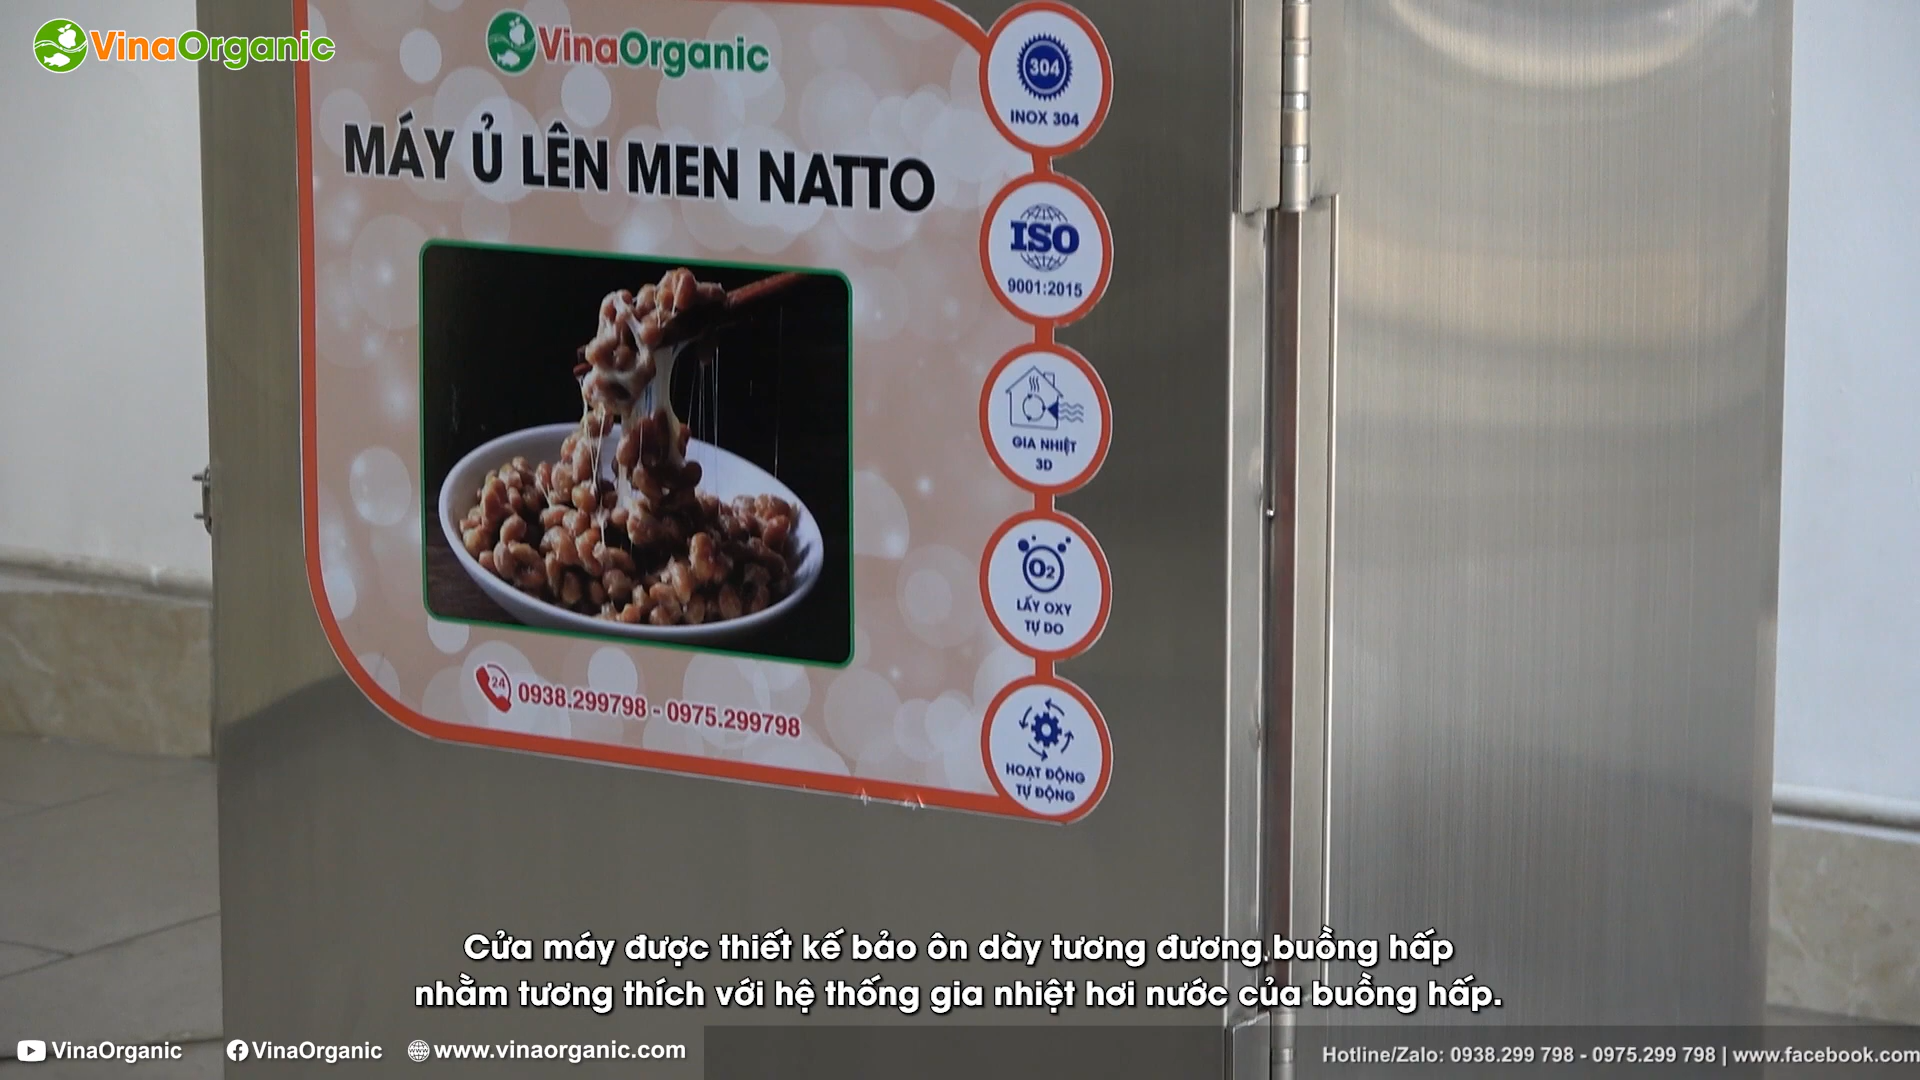 VinaOrganic
VinaOrganic
MÁY Ủ LÊN MEN NATTO
304
INOX 304
ISO
9001:2015
GIA NHIỆT
3D
O2
LẤY OXY
TỰ DO
HOẠT ĐỘNG
TỰ ĐỘNG
24
0938.299798 - 0975.299798
Cửa máy được thiết kế bảo ôn dày tương đương buồng hấp
nhằm tương thích với hệ thống gia nhiệt hơi nước của buồng hấp.
VinaOrganic VinaOrganic www.vinaorganic.com
Hotline/Zalo: 0938.299 798 - 0975.299 798 | www.facebook.com